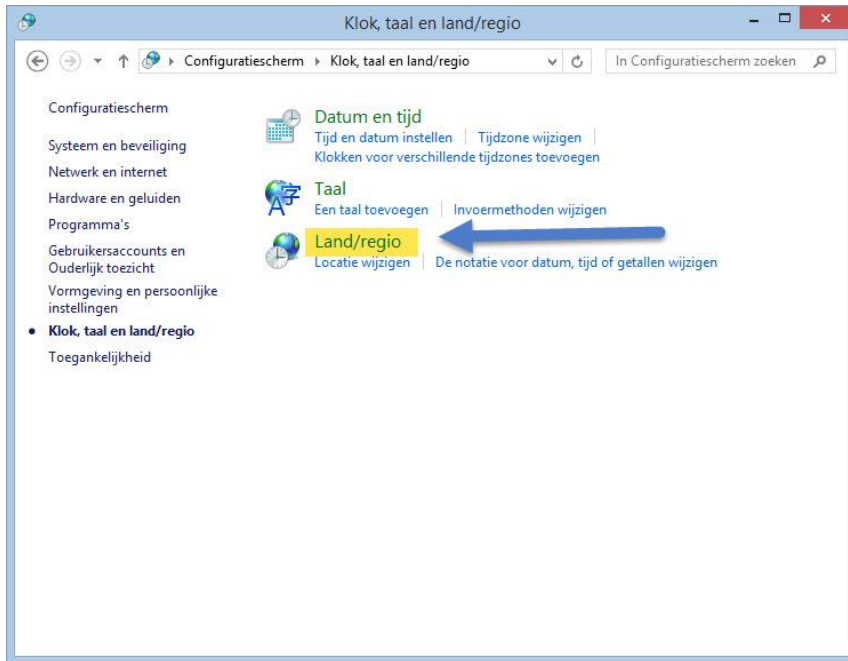 Klok, taal en land/regio
Configuratiescherm Klok, taal en land/regio In Configuratiescherm zoeken
Configuratiescherm
Systeem en beveiliging
Netwerk en internet
Hardware en geluiden
Programma's
Gebruikersaccounts en
Ouderlijk toezicht
Vormgeving en persoonlijke
instellingen
Klok, taal en land/regio
Toegankelijkheid
Datum en tijd
Tijd en datum instellen Tijdzone wijzigen
Klokken voor verschillende tijdzones toevoegen
Taal
Een taal toevoegen Invoermethoden wijzigen
Land/regio
Locatie wijzigen De notatie voor datum, tijd of getallen wijzigen